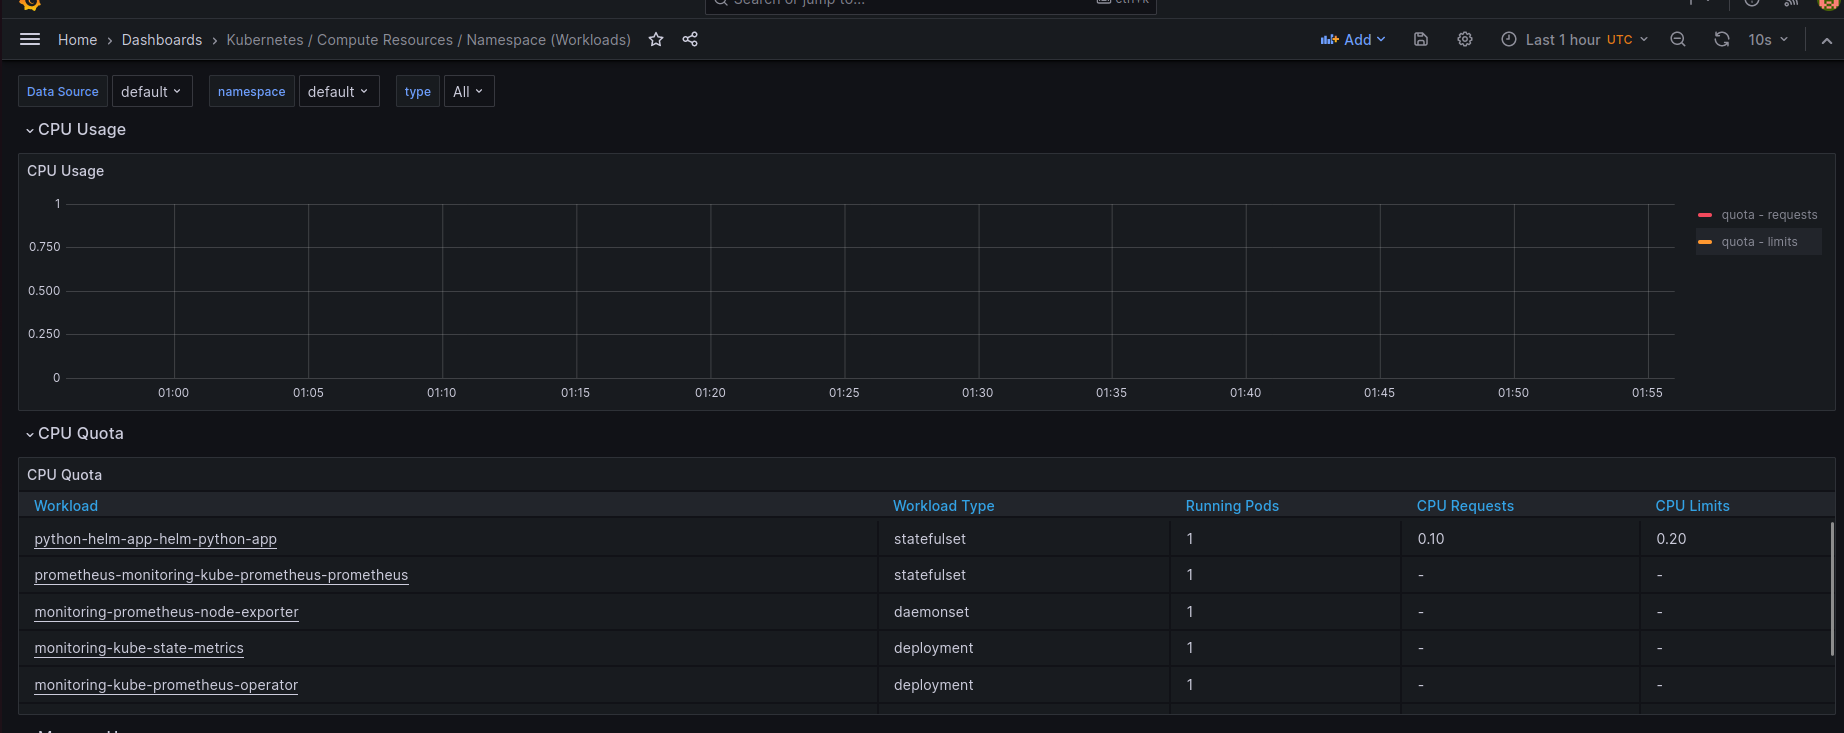 Search or jump to... ctrl+k
Home › Dashboards › Kubernetes / Compute Resources / Namespace (Workloads) Add Last 1 hour UTC 10s
Data Source default namespace default type All
CPU Usage
CPU Usage
1
0.750
0.500
0.250
0
01:00 01:05 01:10 01:15 01:20 01:25 01:30 01:35 01:40 01:45 01:50 01:55
quota - requests
quota - limits
CPU Quota
CPU Quota
Workload Workload Type Running Pods CPU Requests CPU Limits
python-helm-app-helm-python-app statefulset 1 0.10 0.20
prometheus-monitoring-kube-prometheus-prometheus statefulset 1 - -
monitoring-prometheus-node-exporter daemonset 1 - -
monitoring-kube-state-metrics deployment 1 - -
monitoring-kube-prometheus-operator deployment 1 - -